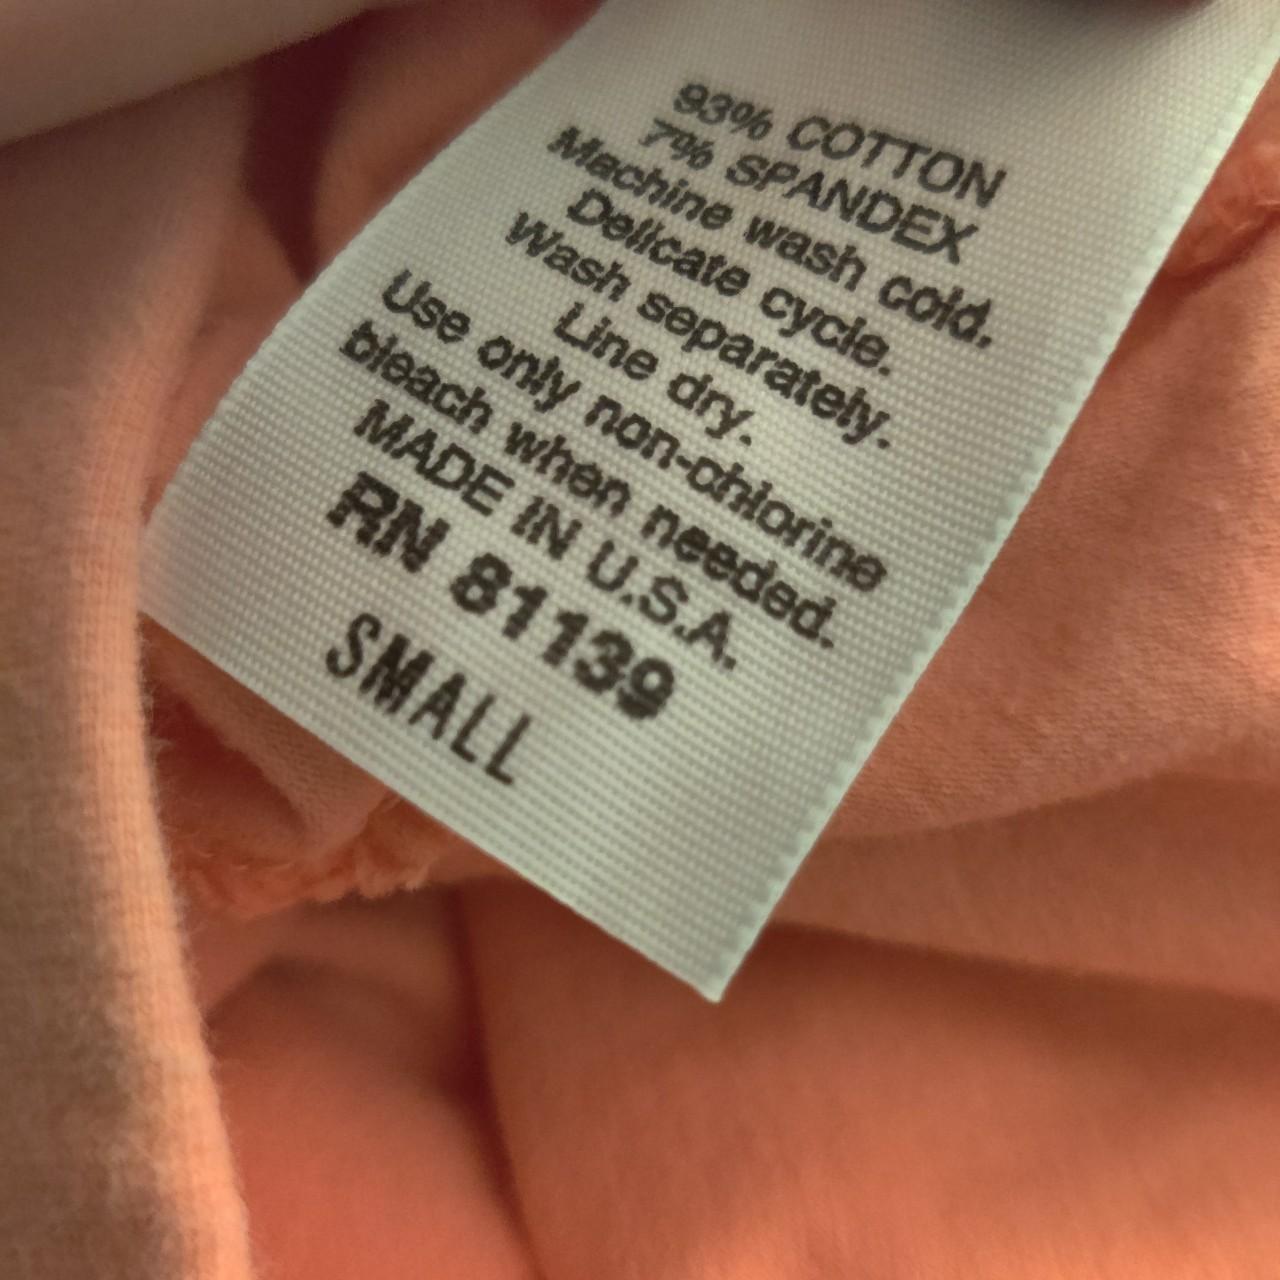 93% COTTON
7% SPANDEX
Machine wash cold.
Delicate cycle.
Wash separately.
Line dry.
Use only non-chlorine
bleach when needed.
MADE IN U.S.A.
RN 81139
SMALL